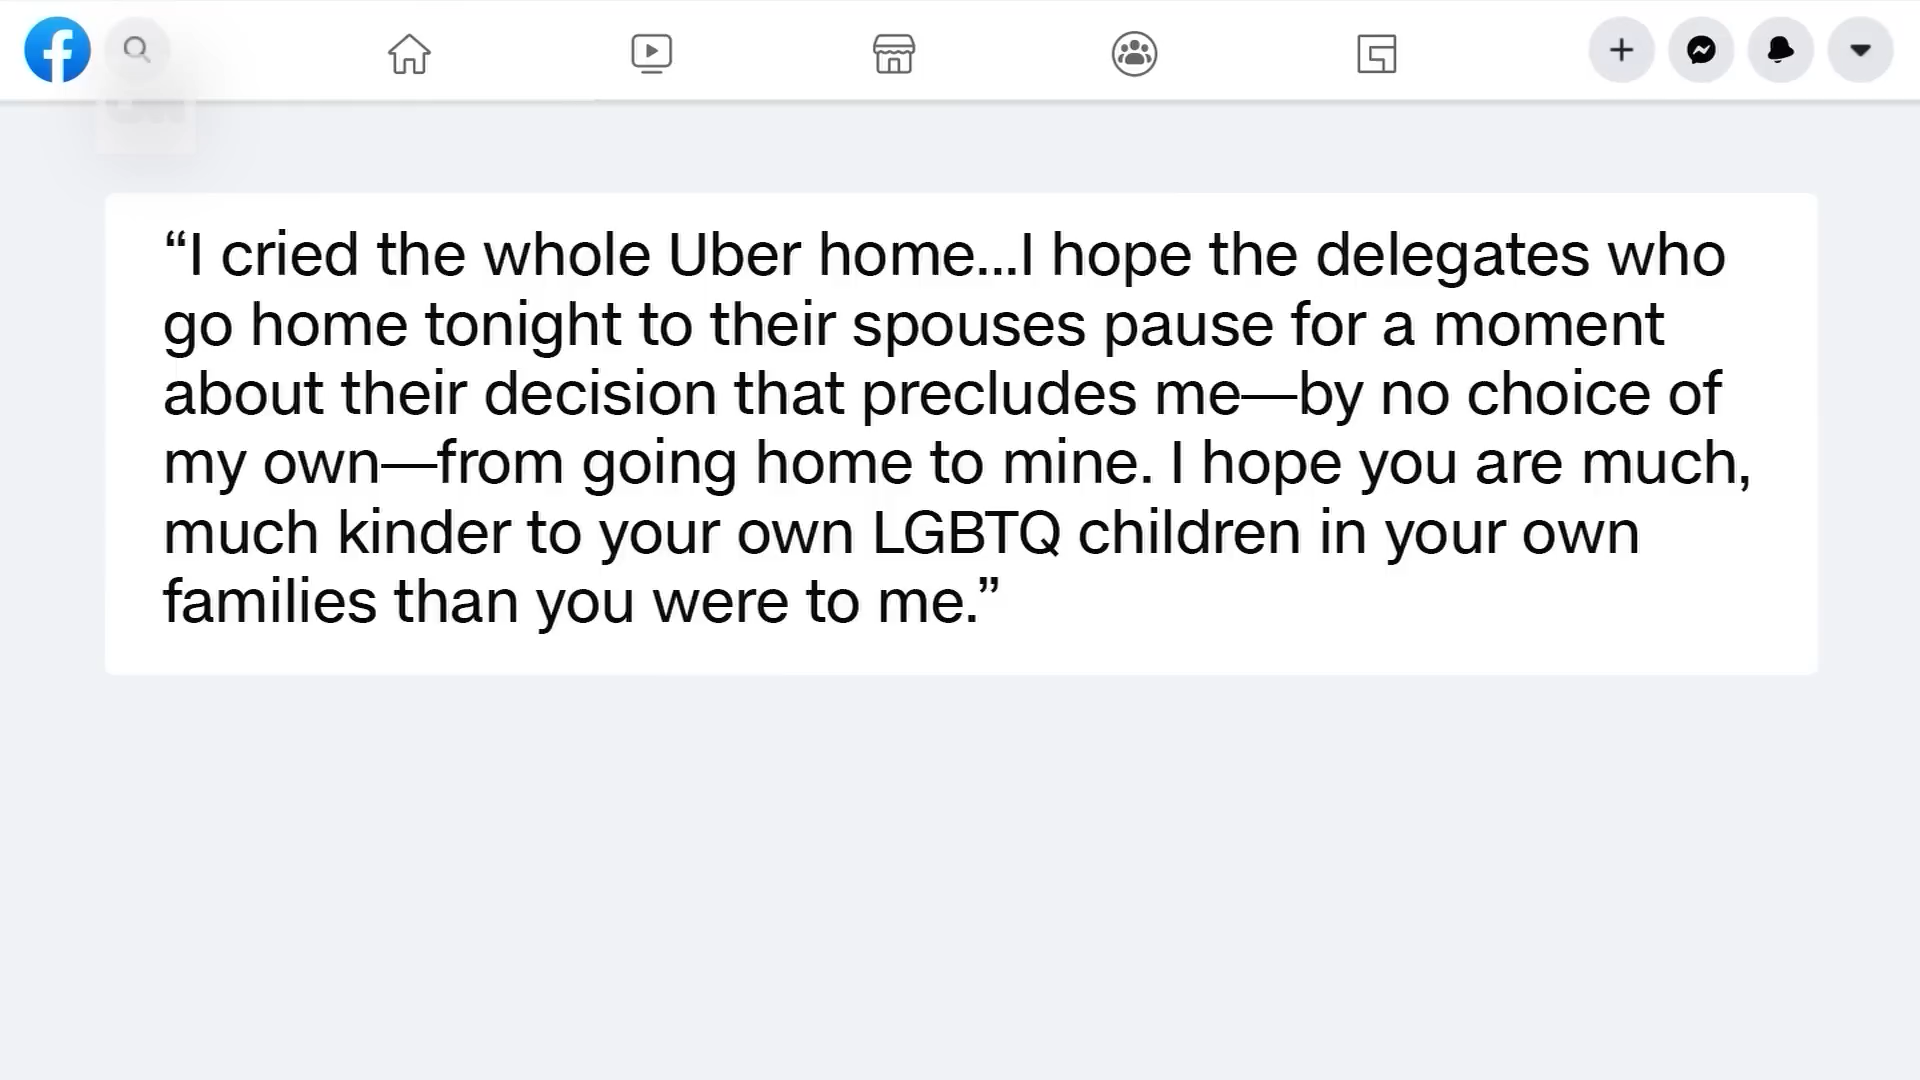 “I cried the whole Uber home...I hope the delegates who
go home tonight to their spouses pause for a moment
about their decision that precludes me—by no choice of
my own—from going home to mine. I hope you are much,
much kinder to your own LGBTQ children in your own
families than you were to me.”